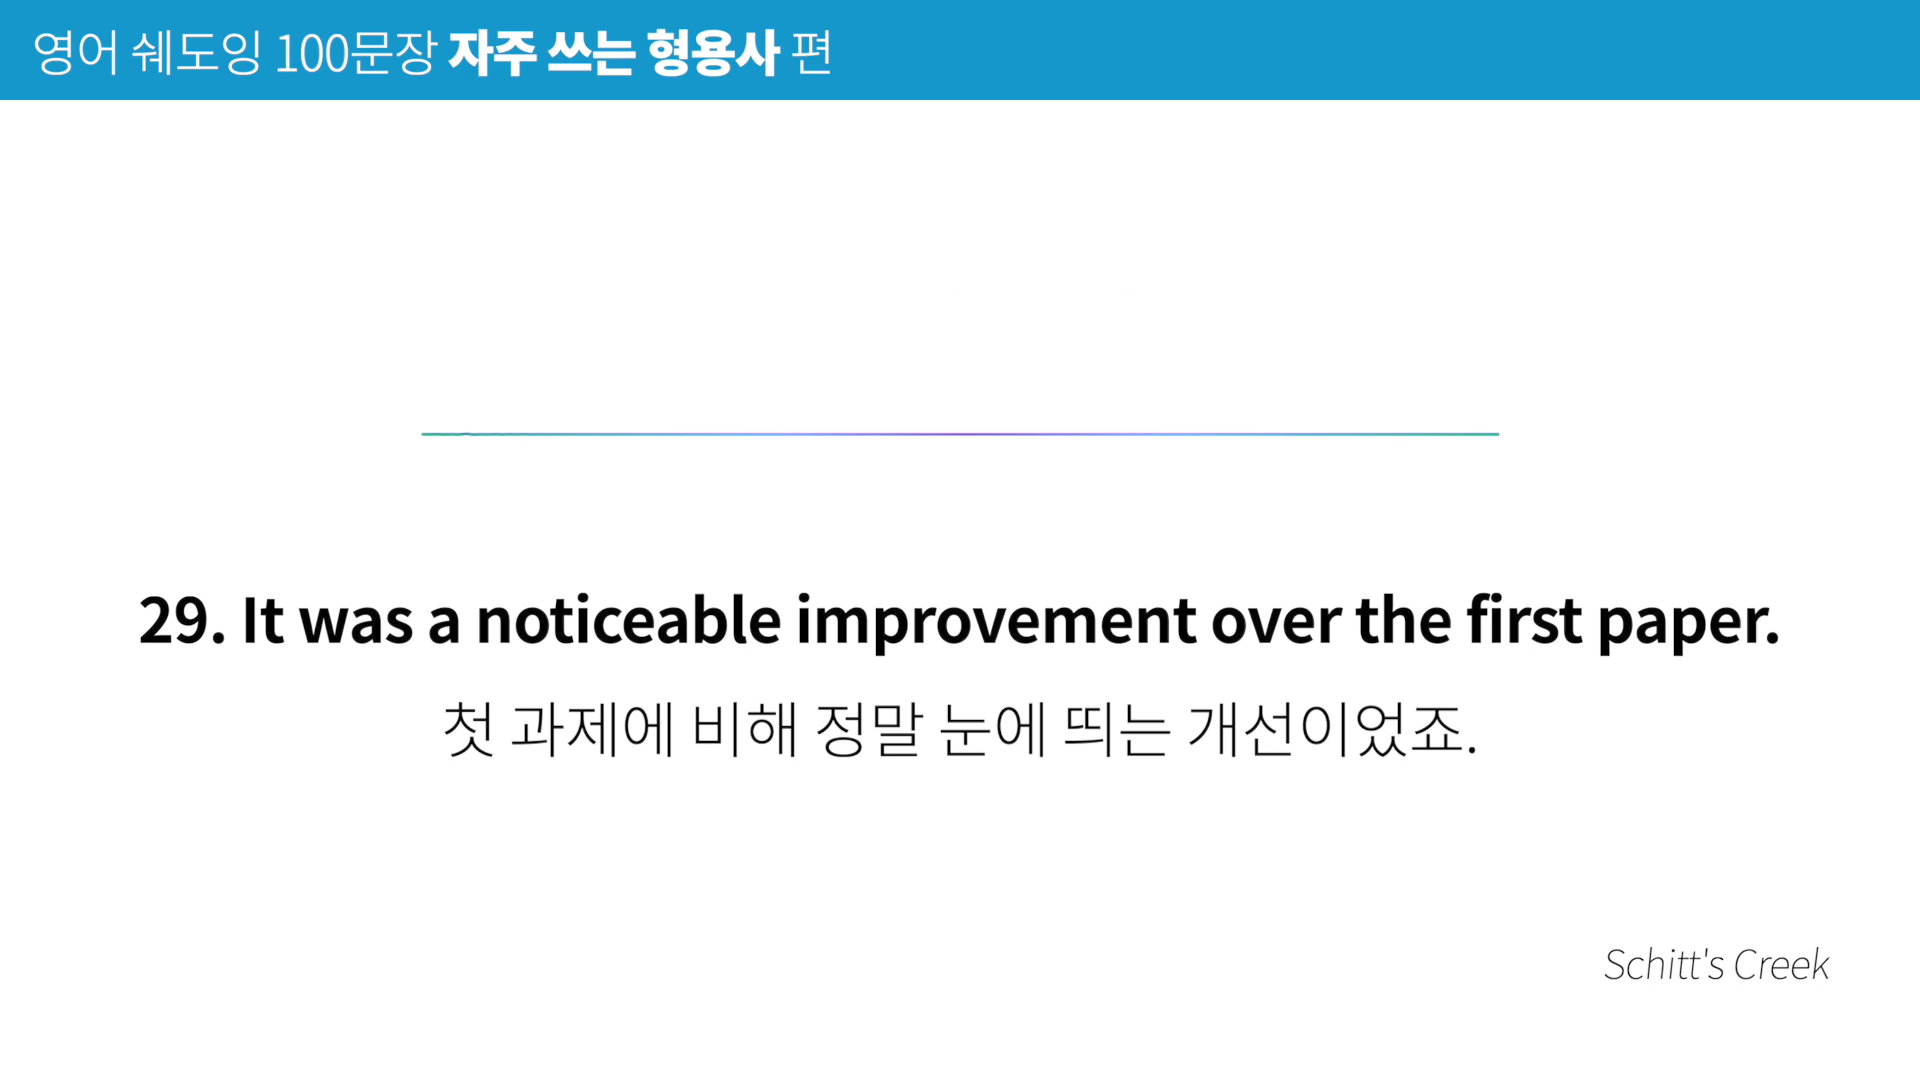 영어 쉐도잉 100문장 자주 쓰는 형용사 편
29. It was a noticeable improvement over the first paper.
첫 과제에 비해 정말 눈에 띄는 개선이었죠.
Schitt's Creek